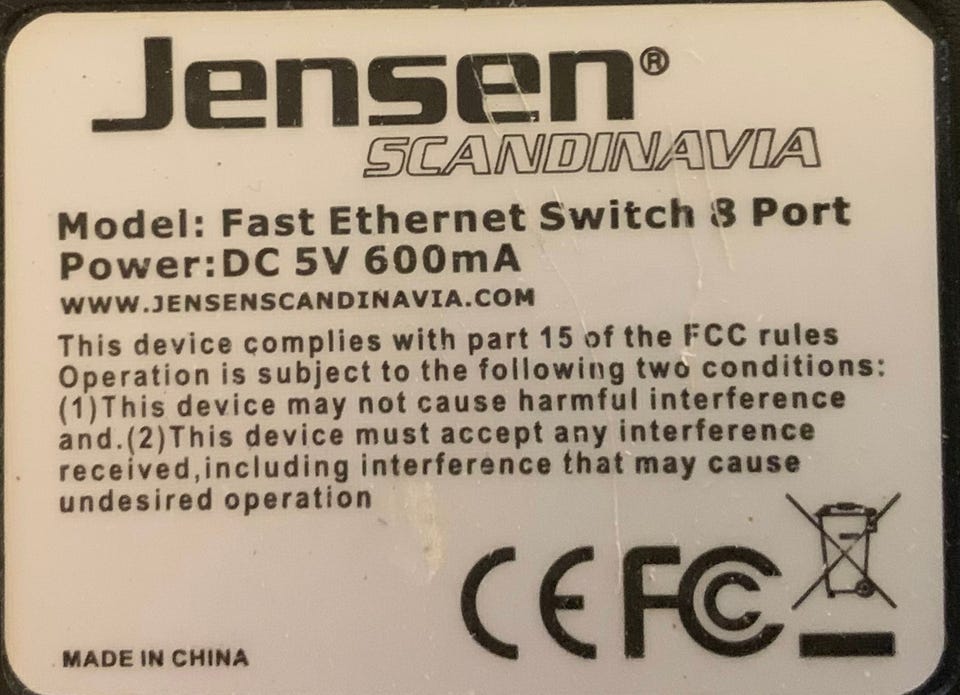 Jensen®
SCANDINAVIA
Model: Fast Ethernet Switch 8 Port
Power:DC 5V 600mA
WWW.JENSENSCANDINAVIA.COM
This device complies with part 15 of the FCC rules
Operation is subject to the following two conditions:
(1)This device may not cause harmful interference
and.(2)This device must accept any interference
received,including interference that may cause
undesired operation
CE FCC
MADE IN CHINA